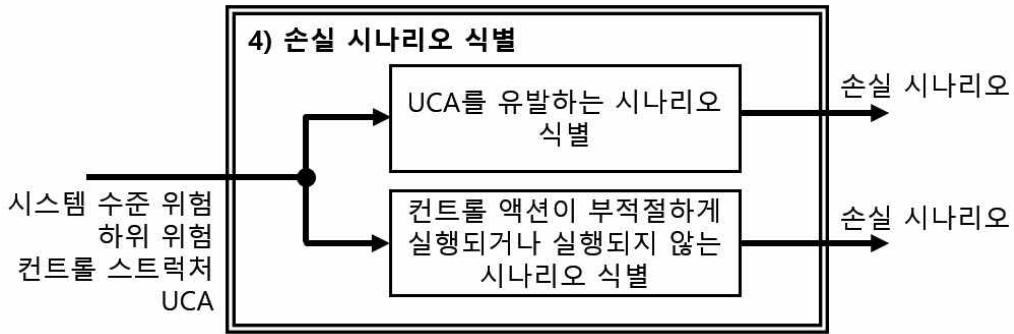 4) 손실 시나리오 식별
UCA를 유발하는 시나리오
식별
손실 시나리오
시스템 수준 위험
하위 위험
컨트롤 스트럭처
UCA
컨트롤 액션이 부적절하게
실행되거나 실행되지 않는
시나리오 식별
손실 시나리오